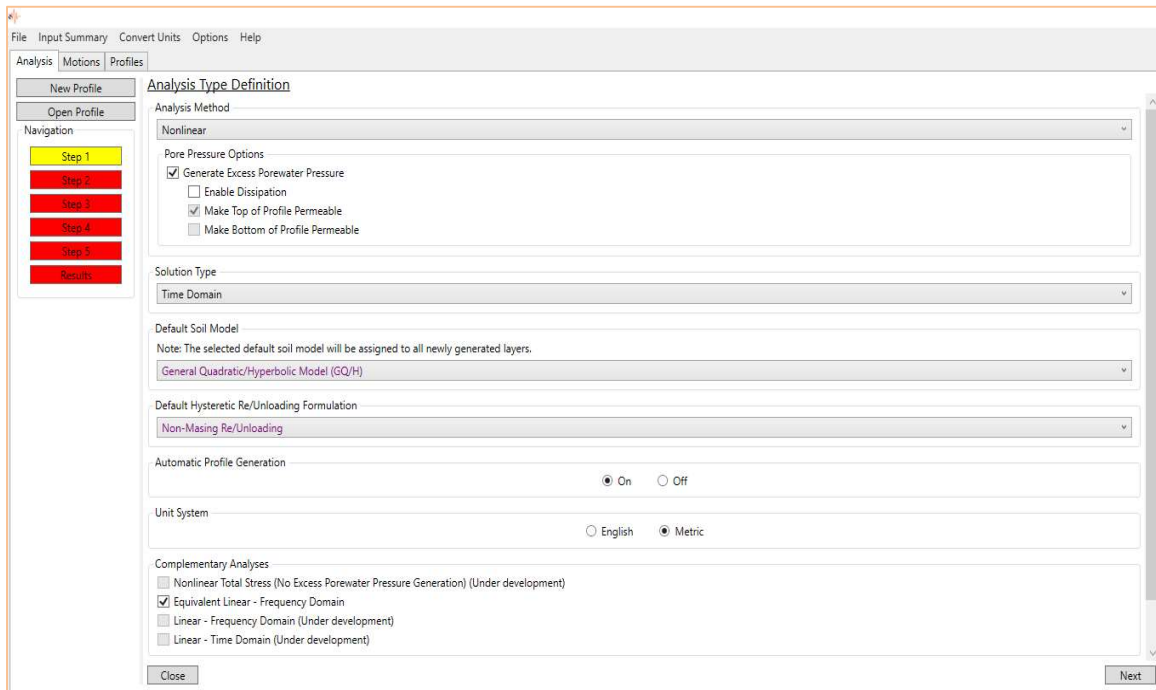 File Input Summary Convert Units Options Help
Analysis Motions Profiles
New Profile
Open Profile
Navigation
Step 1
Step 2
Step 3
Step 4
Step 5
Results
Analysis Type Definition
Analysis Method
Nonlinear
Pore Pressure Options
Generate Excess Porewater Pressure
Enable Dissipation
Make Top of Profile Permeable
Make Bottom of Profile Permeable
Solution Type
Time Domain
Default Soil Model
Note: The selected default soil model will be assigned to all newly generated layers.
General Quadratic/Hyperbolic Model (GQ/H)
Default Hysteretic Re/Unloading Formulation
Non-Masing Re/Unloading
Automatic Profile Generation
On Off
Unit System
English Metric
Complementary Analyses
Nonlinear Total Stress (No Excess Porewater Pressure Generation) (Under development)
Equivalent Linear - Frequency Domain
Linear - Frequency Domain (Under development)
Linear - Time Domain (Under development)
Close Next